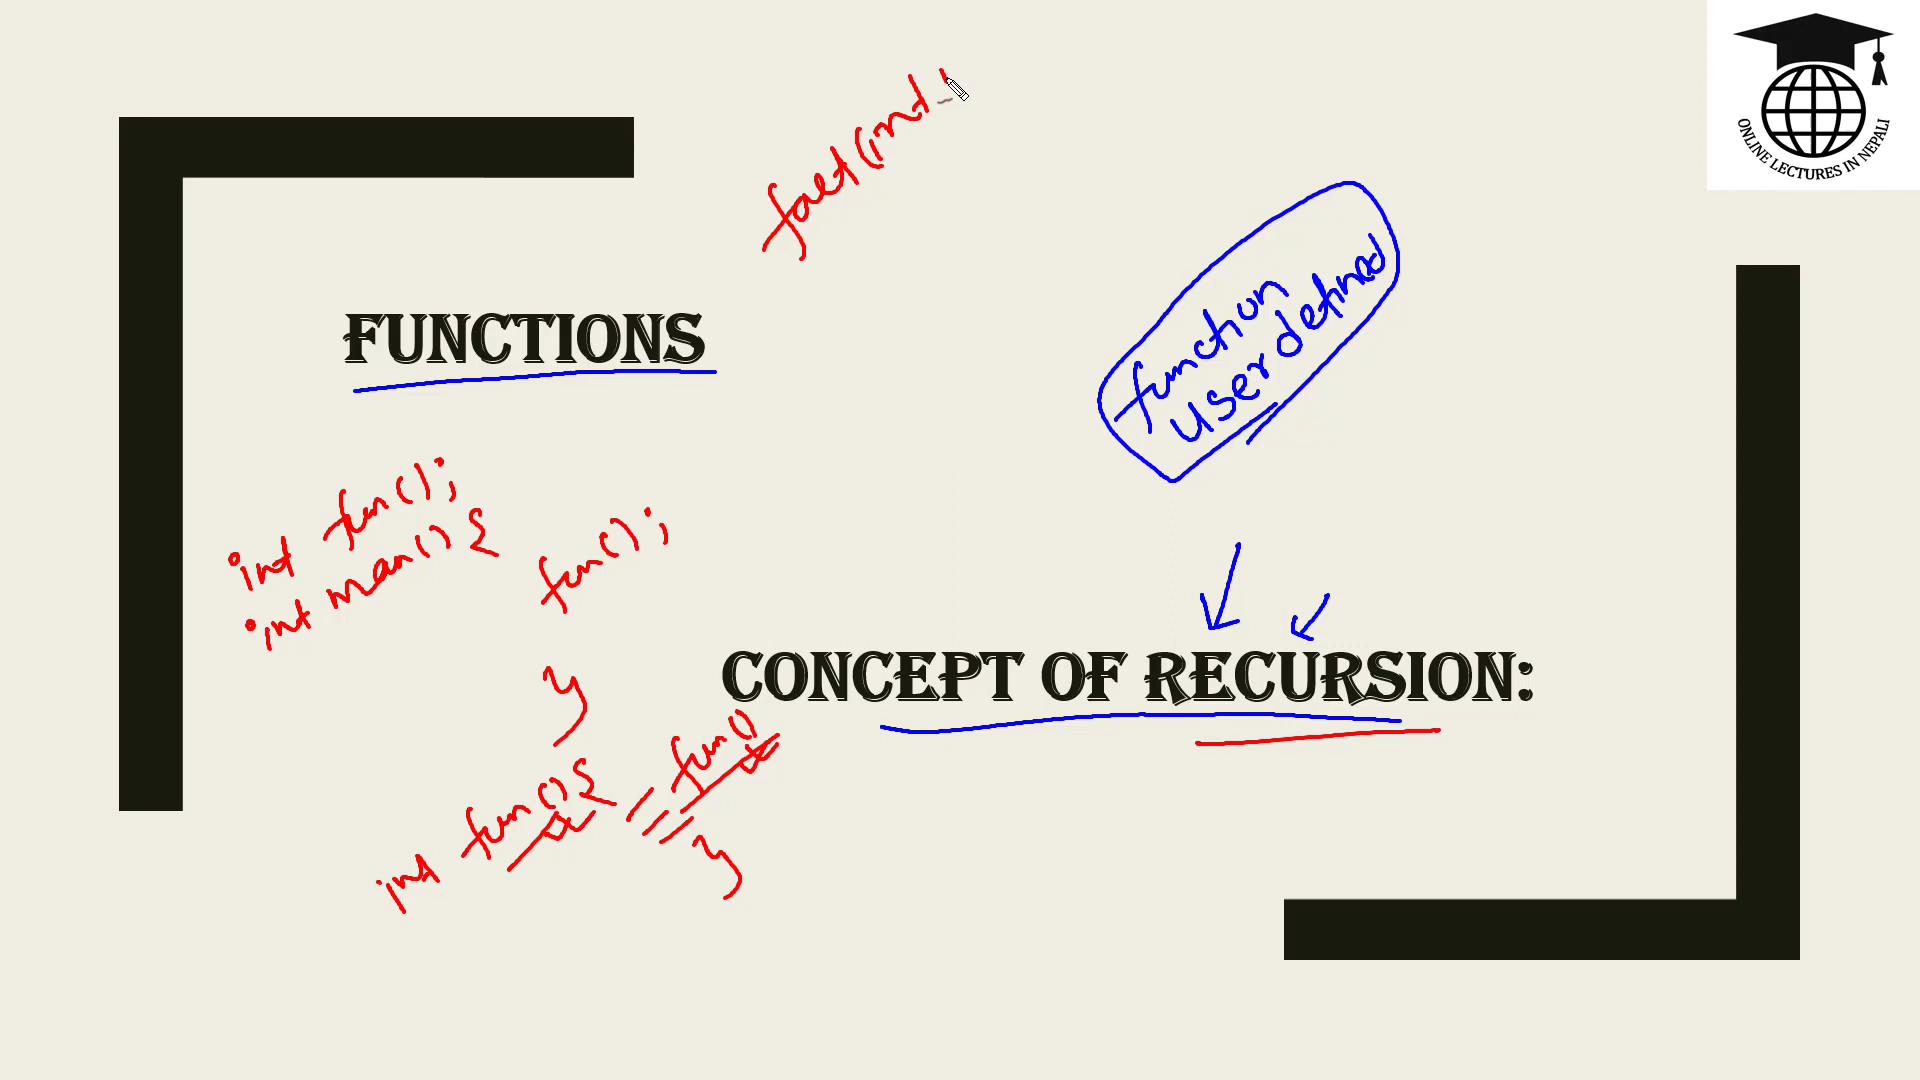 ONLINE LECTURES IN NEPALI
fact(int
FUNCTIONS
function
user defined
int fun();
int man() {
fun();
}
CONCEPT OF RECURSION:
int fun() {
fun()
}